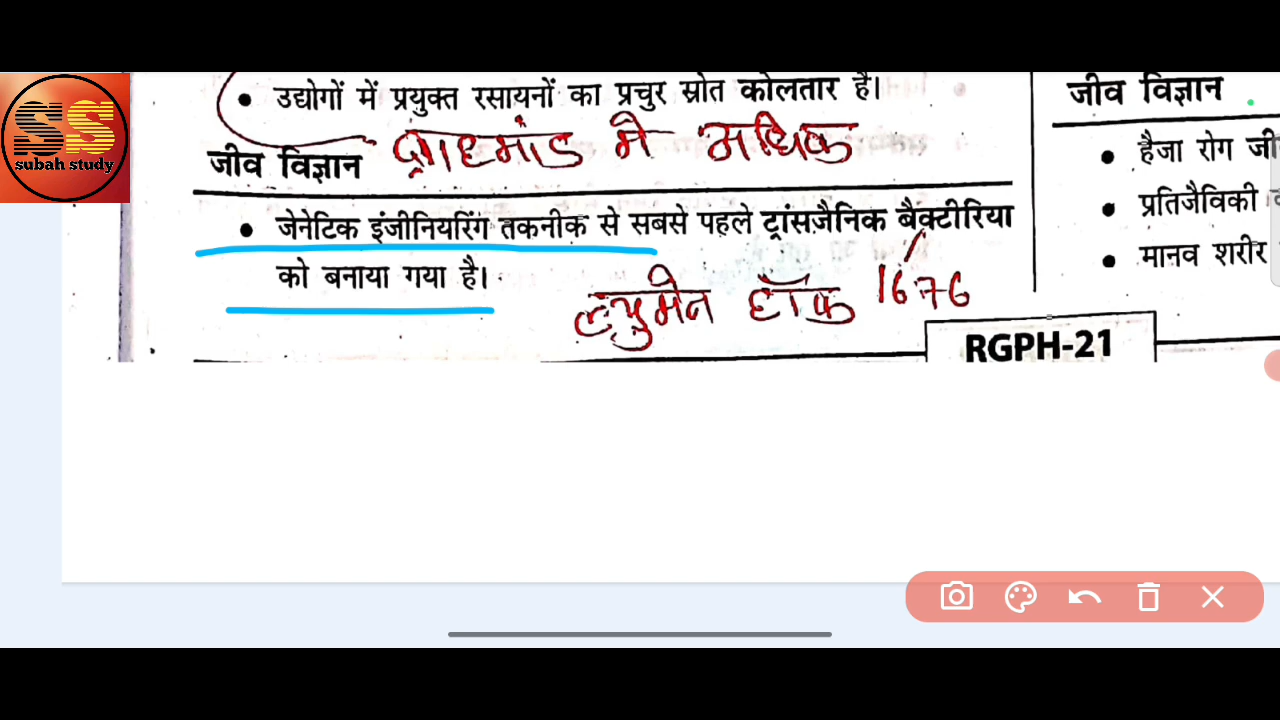 SS
subah study
• उद्योगों में प्रयुक्त रसायनों का प्रचुर स्रोत कोलतार है।
ब्राह्मांड मे अधिक
जीव विज्ञान
• जेनेटिक इंजीनियरिंग तकनीक से सबसे पहले ट्रांसज़ैनिक बैक्टीरिया
को बनाया गया है।
ल्युमेन हॉक 1676
RGPH-21
जीव विज्ञान
• हैजा रोग जी
• प्रतिजैविकी
• मानव शरीर